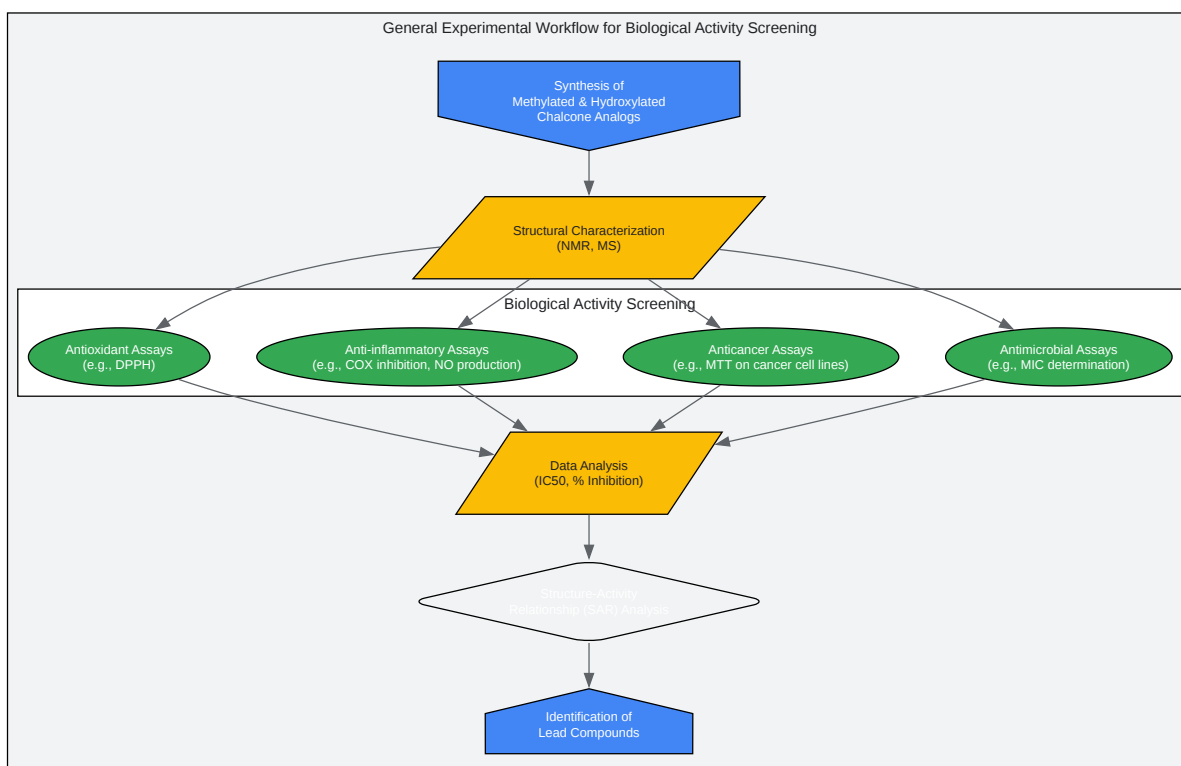 General Experimental Workflow for Biological Activity Screening
Synthesis of
Methylated & Hydroxylated
Chalcone Analogs
Structural Characterization
(NMR, MS)
Biological Activity Screening
Antioxidant Assays
(e.g., DPPH)
Anti-inflammatory Assays
(e.g., COX inhibition, NO production)
Anticancer Assays
(e.g., MTT on cancer cell lines)
Antimicrobial Assays
(e.g., MIC determination)
Data Analysis
(IC50, % Inhibition)
Structure-Activity
Relationship (SAR) Analysis
Identification of
Lead Compounds